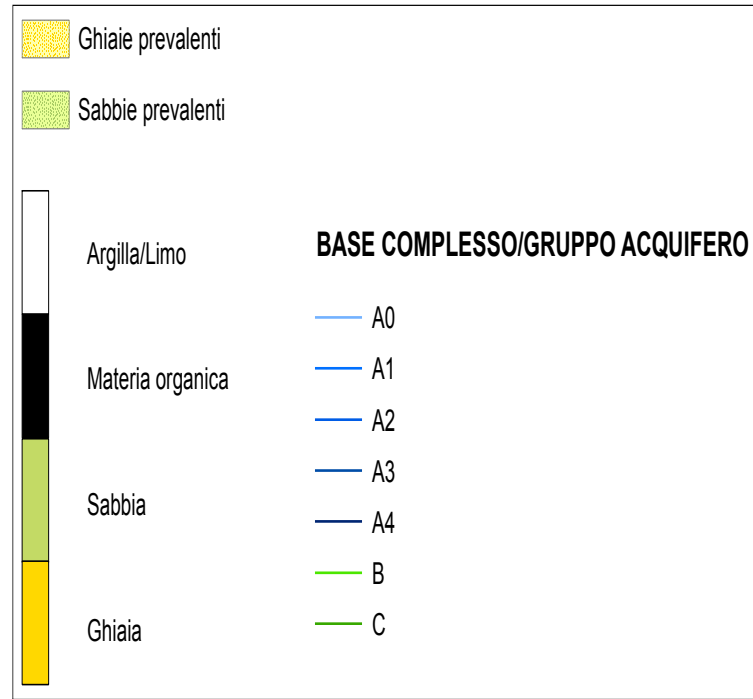 Ghiaie prevalenti
Sabbie prevalenti
Argilla/Limo
Materia organica
Sabbia
Ghiaia
BASE COMPLESSO/GRUPPO ACQUIFERO
A0
A1
A2
A3
A4
B
C